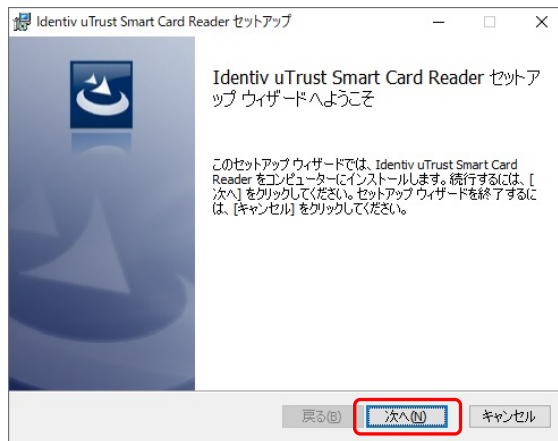 Identiv uTrust Smart Card Reader セットアップ
Identiv uTrust Smart Card Reader セットア
ップ ウィザードへようこそ
このセットアップ ウィザードでは、Identiv uTrust Smart Card
Reader をコンピューターにインストールします。続行するには、[
次へ] をクリックしてください。セットアップ ウィザードを終了するに
は、[キャンセル] をクリックしてください。
戻る(B) 次へ(N) キャンセル